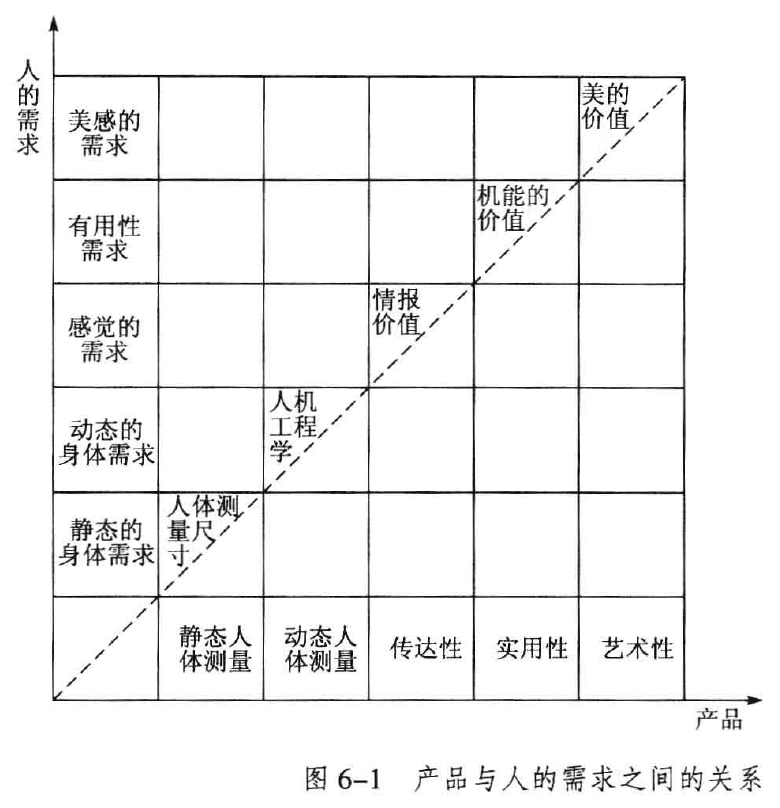 人
的
需
求
美感的
需求
美的
价值
有用性
需求
机能的
价值
感觉的
需求
情报
价值
动态的
身体需求
人机
工程
学
静态的
身体需求
人体测
量尺
寸
静态人
体测量
动态人
体测量
传达性
实用性
艺术性
产品
图 6–1 产品与人的需求之间的关系